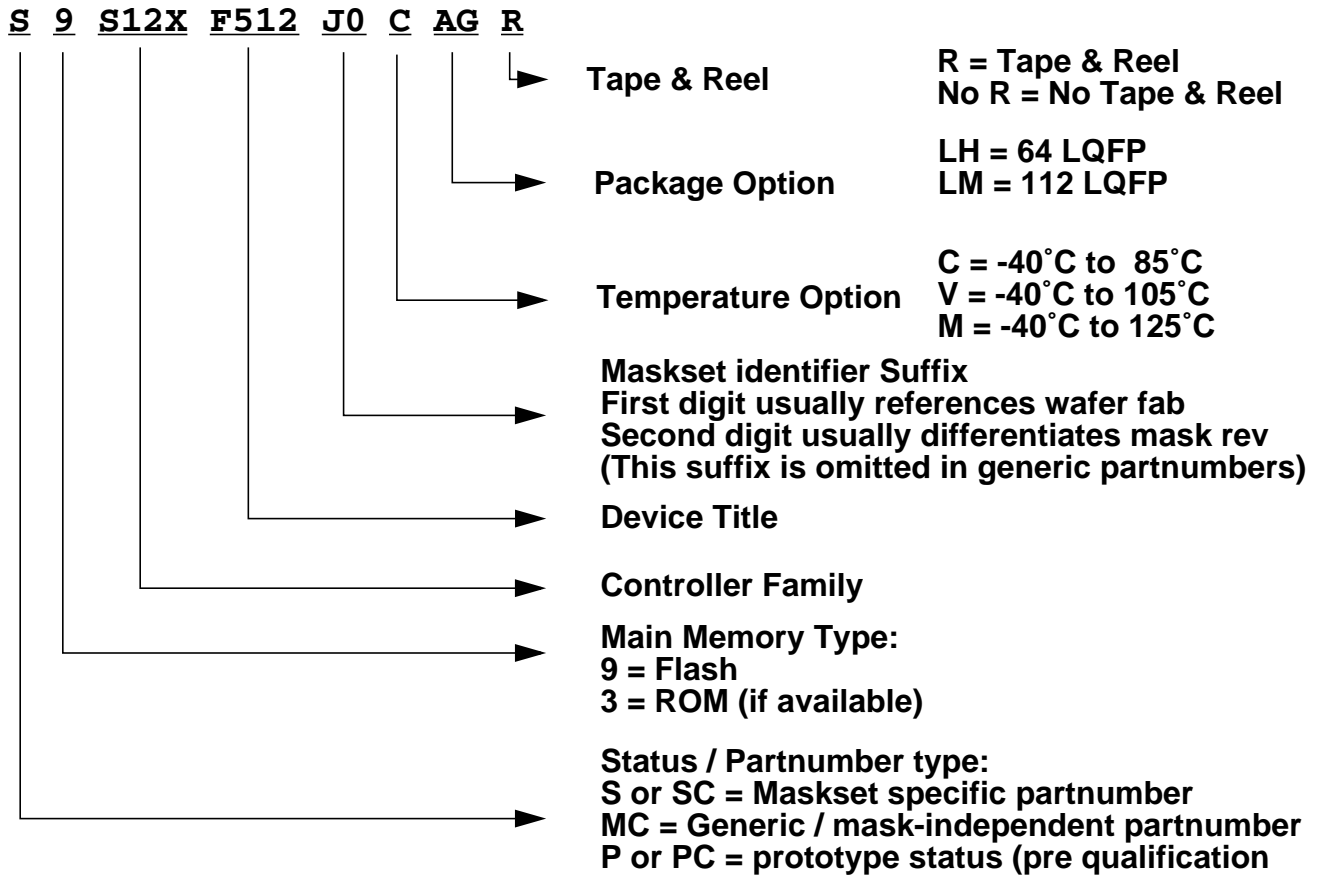 S 9 S12X F512 J0 C AG R
Tape & Reel
R = Tape & Reel
No R = No Tape & Reel
Package Option
LH = 64 LQFP
LM = 112 LQFP
Temperature Option
C = -40˚C to 85˚C
V = -40˚C to 105˚C
M = -40˚C to 125˚C
Maskset identifier Suffix
First digit usually references wafer fab
Second digit usually differentiates mask rev
(This suffix is omitted in generic partnumbers)
Device Title
Controller Family
Main Memory Type:
9 = Flash
3 = ROM (if available)
Status / Partnumber type:
S or SC = Maskset specific partnumber
MC = Generic / mask-independent partnumber
P or PC = prototype status (pre qualification